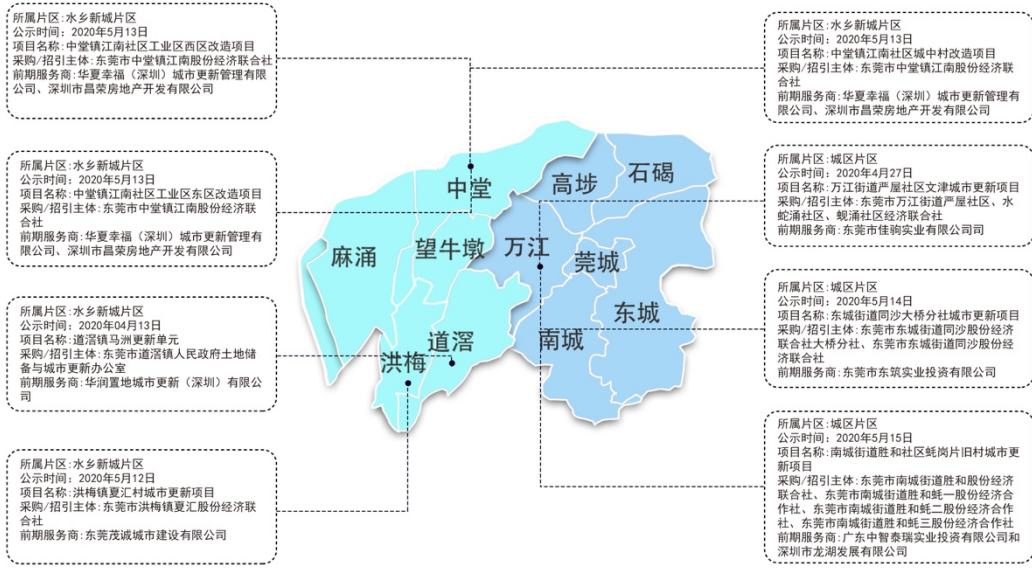 所属片区:水乡新城片区
公示时间：2020年5月13日
项目名称:中堂镇江南社区工业区西区改造项目
采购/招引主体:东莞市中堂镇江南股份经济联合社
前期服务商:华夏幸福（深圳）城市更新管理有限
公司、深圳市昌荣房地产开发有限公司
所属片区:水乡新城片区
公示时间：2020年5月13日
项目名称:中堂镇江南社区工业区东区改造项目
采购/招引主体:东莞市中堂镇江南股份经济联
合社
前期服务商:华夏幸福（深圳）城市更新管理有
限公司、深圳市昌荣房地产开发有限公司
所属片区:水乡新城片区
公示时间：2020年04月13日
项目名称:道滘镇马洲更新单元
采购/招引主体:东莞市道滘镇人民政府土地储
备与城市更新办公室
前期服务商:华润置地城市更新（深圳）有限公
司
所属片区:水乡新城片区
公示时间：2020年5月12日
项目名称:洪梅镇夏汇村城市更新项目
采购/招引主体:东莞市洪梅镇夏汇股份经济联
合社
前期服务商:东莞茂诚城市建设有限公司
中堂
高埗
石碣
麻涌
望牛墩
万江
莞城
东城
道滘
南城
洪梅
所属片区:水乡新城片区
公示时间：2020年5月13日
项目名称:中堂镇江南社区城中村改造项目
采购/招引主体:东莞市中堂镇江南股份经济联
合社
前期服务商:华夏幸福（深圳）城市更新管理有
限公司、深圳市昌荣房地产开发有限公司
所属片区:城区片区
公示时间：2020年4月27日
项目名称:万江街道严屋社区文津城市更新项目
采购/招引主体:东莞市万江街道严屋社区、水
蛇涌社区、蚬涌社区经济联合社
前期服务商:东莞市佳驹实业有限公司司
所属片区:城区片区
公示时间：2020年5月14日
项目名称:东城街道同沙大桥分社城市更新项目
采购/招引主体:东莞市东城街道同沙股份经济
联合社大桥分社、东莞市东城街道同沙股份经
济联合社
前期服务商:东莞市东筑实业投资有限公司
所属片区:城区片区
公示时间：2020年5月15日
项目名称:南城街道胜和社区蚝岗片旧村城市更
新项目
采购/招引主体:东莞市南城街道胜和股份经济
联合社、东莞市南城街道胜和蚝一股份经济合
作社、东莞市南城街道胜和蚝二股份经济合作
社、东莞市南城街道胜和蚝三股份经济合作社
前期服务商:广东中智泰瑞实业投资有限公司和
深圳市龙湖发展有限公司